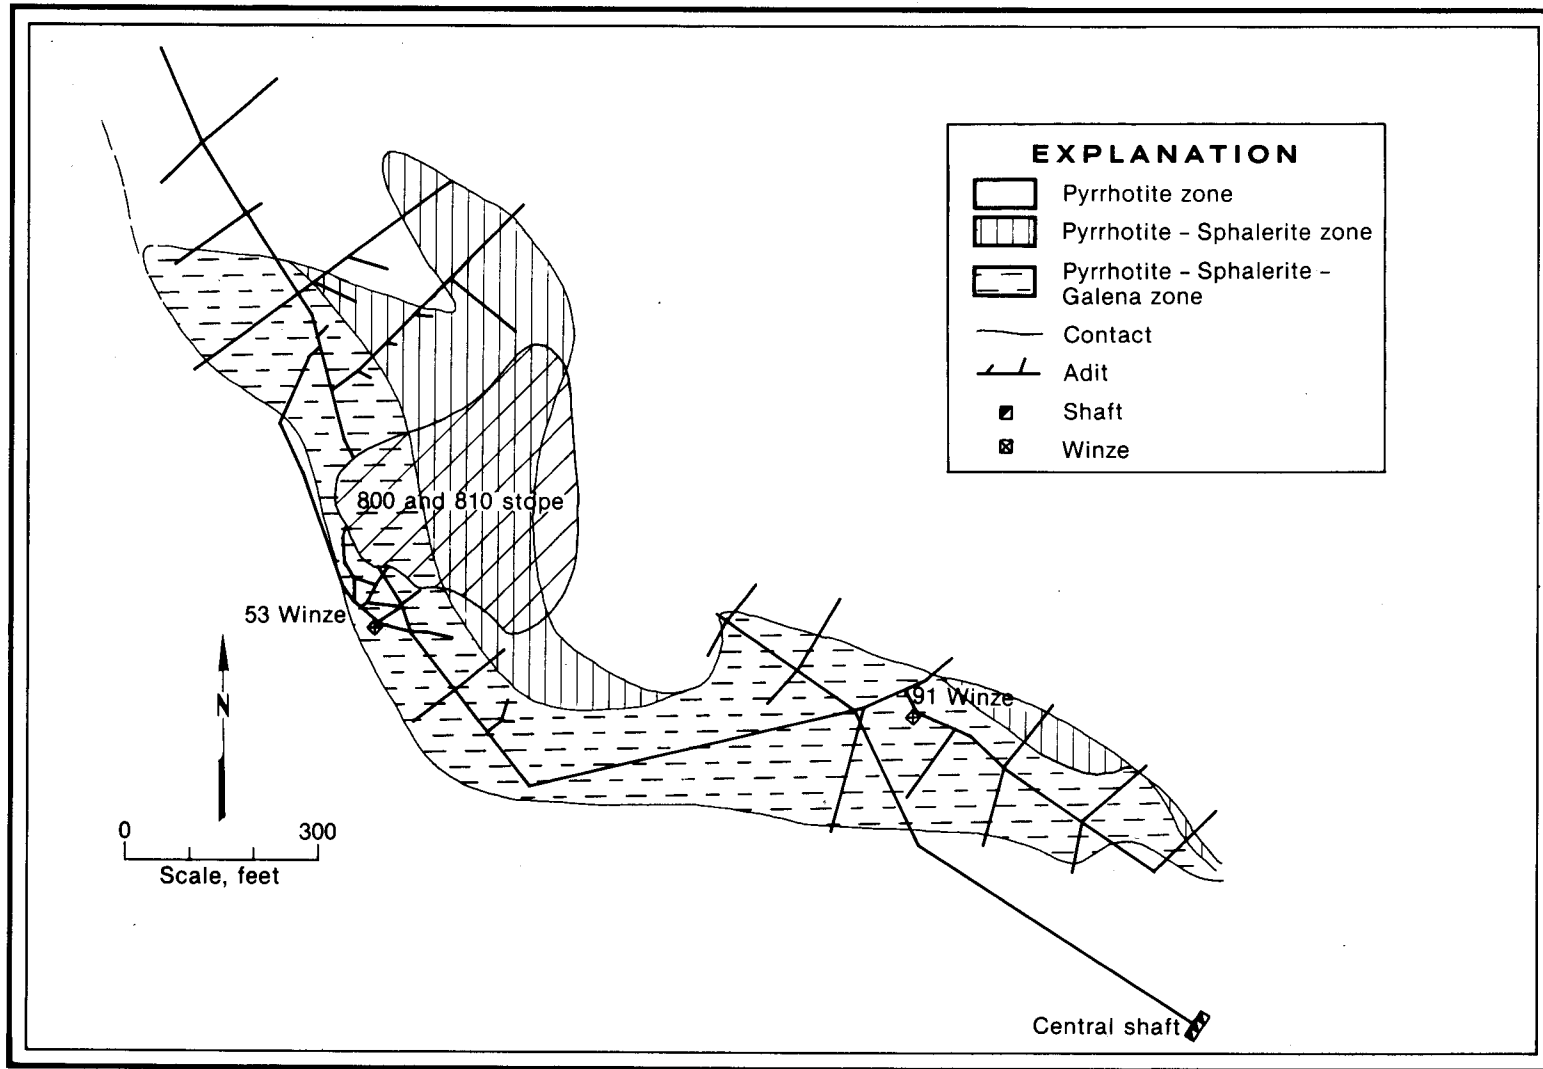 EXPLANATION
Pyrrhotite zone
Pyrrhotite - Sphalerite zone
Pyrrhotite - Sphalerite -
Galena zone
Contact
Adit
Shaft
Winze
800 and 810 stope
53 Winze
N
91 Winze
0 300
Scale, feet
Central shaft